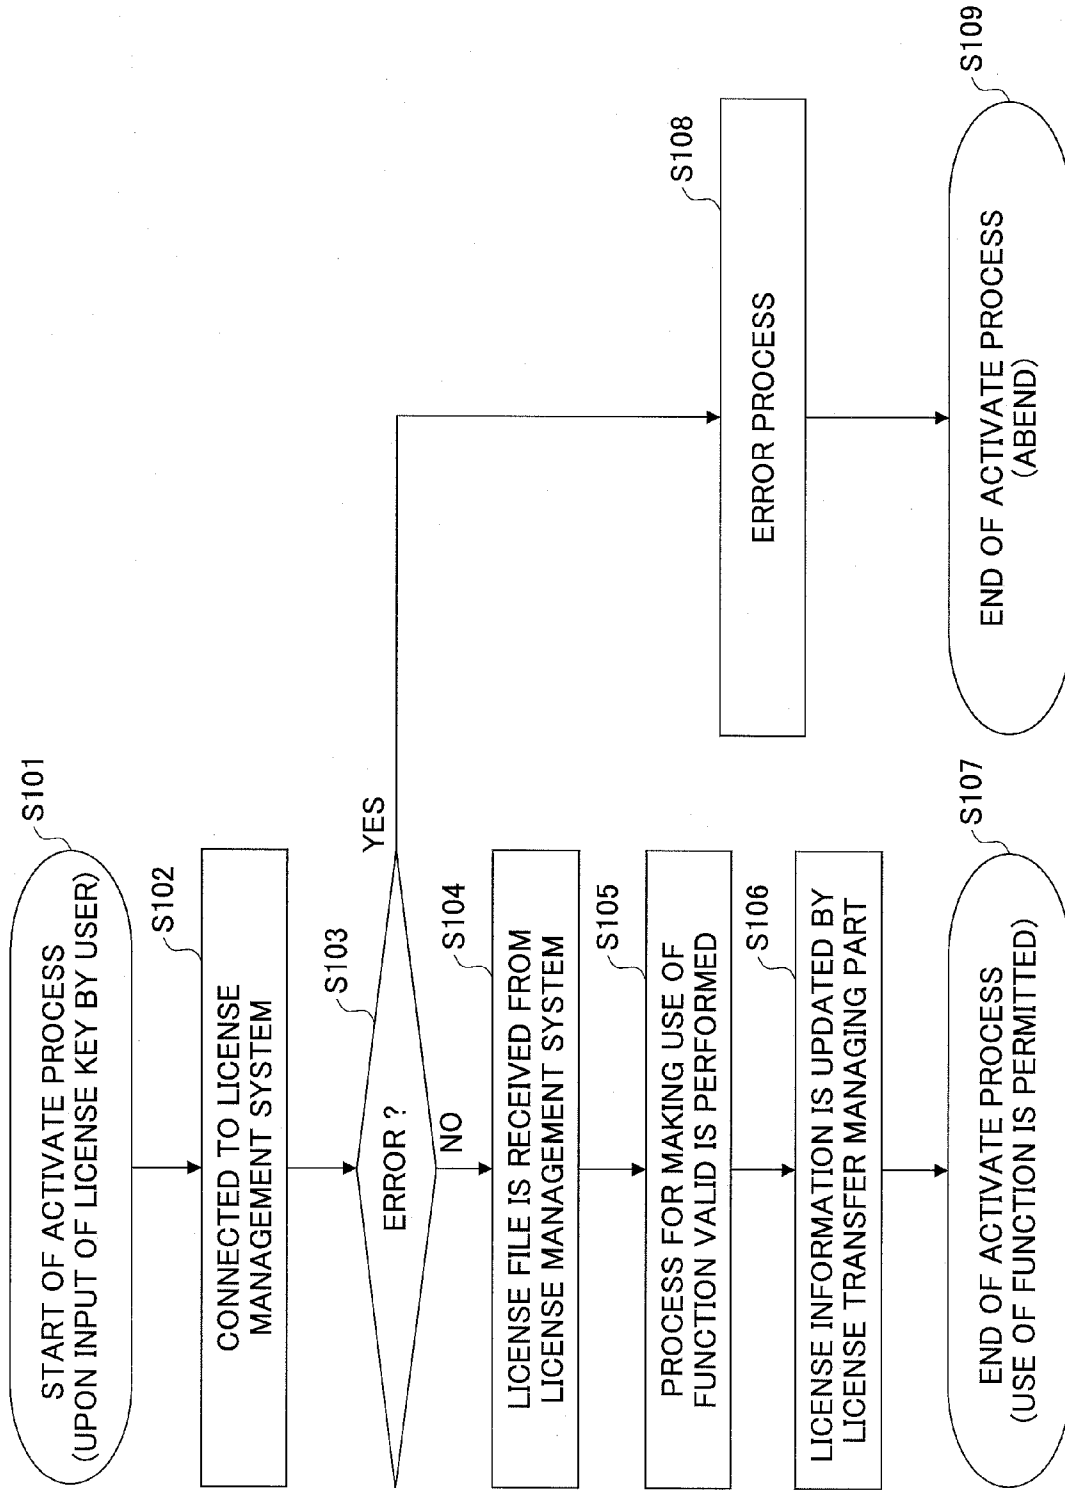 START OF ACTIVATE PROCESS
(UPON INPUT OF LICENSE KEY BY USER)
S101
CONNECTED TO LICENSE
MANAGEMENT SYSTEM
S102
ERROR ?
S103
YES
NO
LICENSE FILE IS RECEIVED FROM
LICENSE MANAGEMENT SYSTEM
S104
PROCESS FOR MAKING USE OF
FUNCTION VALID IS PERFORMED
S105
LICENSE INFORMATION IS UPDATED BY
LICENSE TRANSFER MANAGING PART
S106
END OF ACTIVATE PROCESS
(USE OF FUNCTION IS PERMITTED)
S107
ERROR PROCESS
S108
END OF ACTIVATE PROCESS
(ABEND)
S109